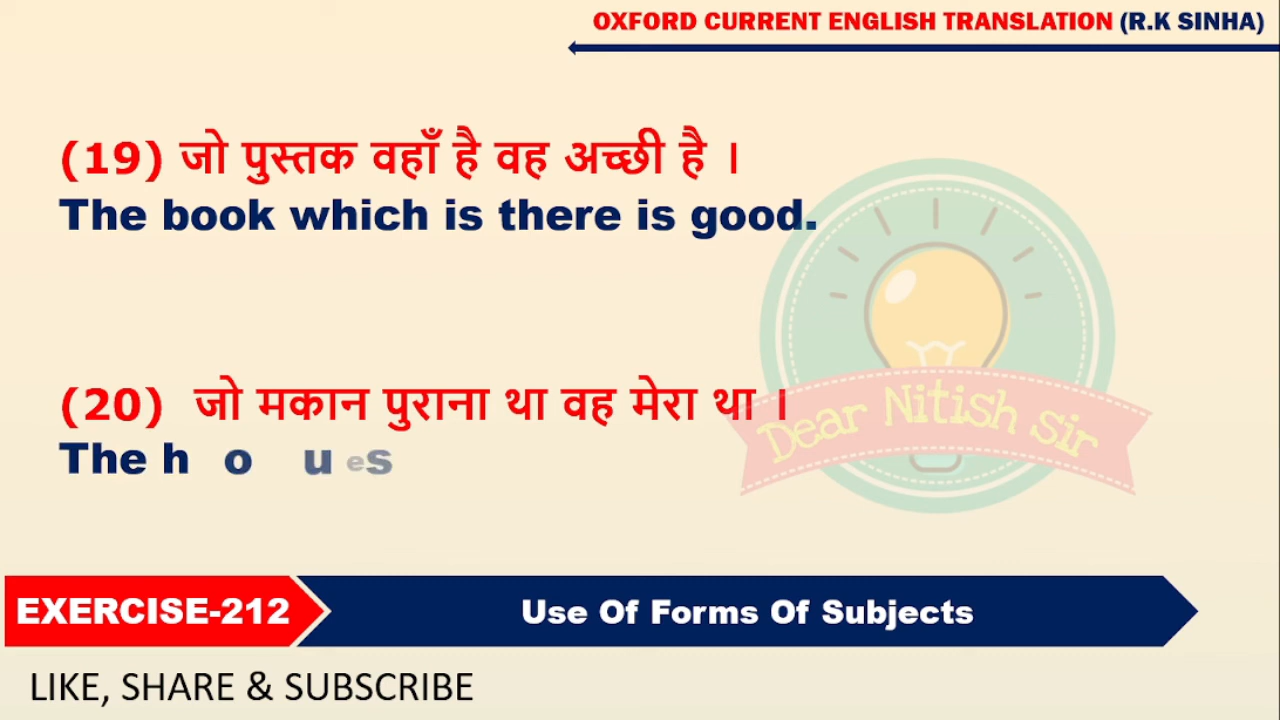 OXFORD CURRENT ENGLISH TRANSLATION (R.K SINHA)
(19) जो पुस्तक वहाँ है वह अच्छी है ।
The book which is there is good.
(20) जो मकान पुराना था वह मेरा था ।
The h o u es
Dear Nitish sir
EXERCISE-212
Use Of Forms Of Subjects
LIKE, SHARE & SUBSCRIBE